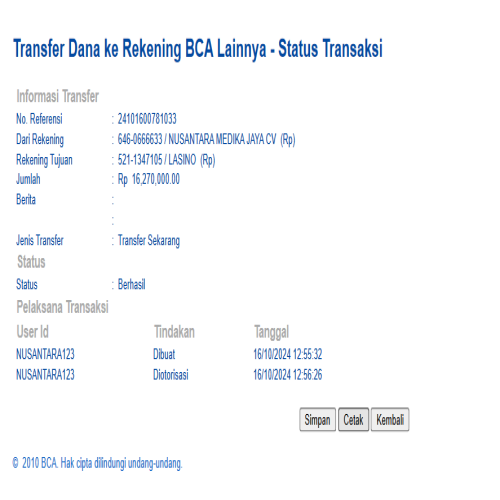 Transfer Dana ke Rekening BCA Lainnya - Status Transaksi
Informasi Transfer
No. Referensi : 24101600781033
Dari Rekening : 646-0666633 / NUSANTARA MEDIKA JAYA CV (Rp)
Rekening Tujuan : 521-1347105 / LASINO (Rp)
Jumlah : Rp 16,270,000.00
Berita :
:
Jenis Transfer : Transfer Sekarang
Status
Status : Berhasil
Pelaksana Transaksi
User Id Tindakan Tanggal
NUSANTARA123 Dibuat 16/10/2024 12:55:32
NUSANTARA123 Diotorisasi 16/10/2024 12:56:26
Simpan Cetak Kembali
© 2010 BCA. Hak cipta dilindungi undang-undang.